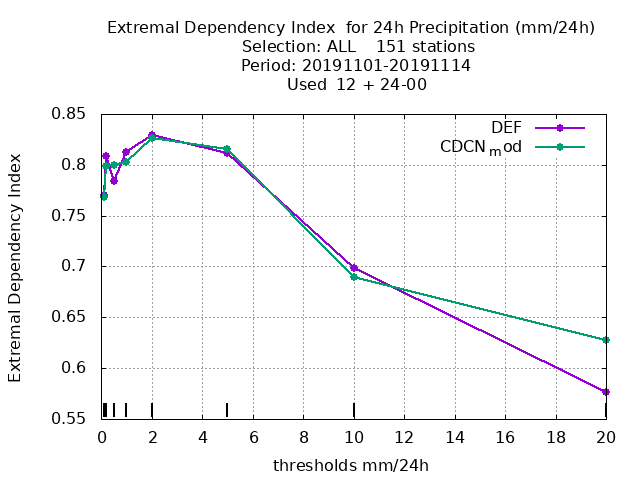 Extremal Dependency Index  for 24h Precipitation (mm/24h)
Selection: ALL    151 stations
Period: 20191101-20191114
Used  12 + 24-00
DEF
CDCN_mod
Extremal Dependency Index
0.85
0.8
0.75
0.7
0.65
0.6
0.55
0 2 4 6 8 10 12 14 16 18 20
thresholds mm/24h